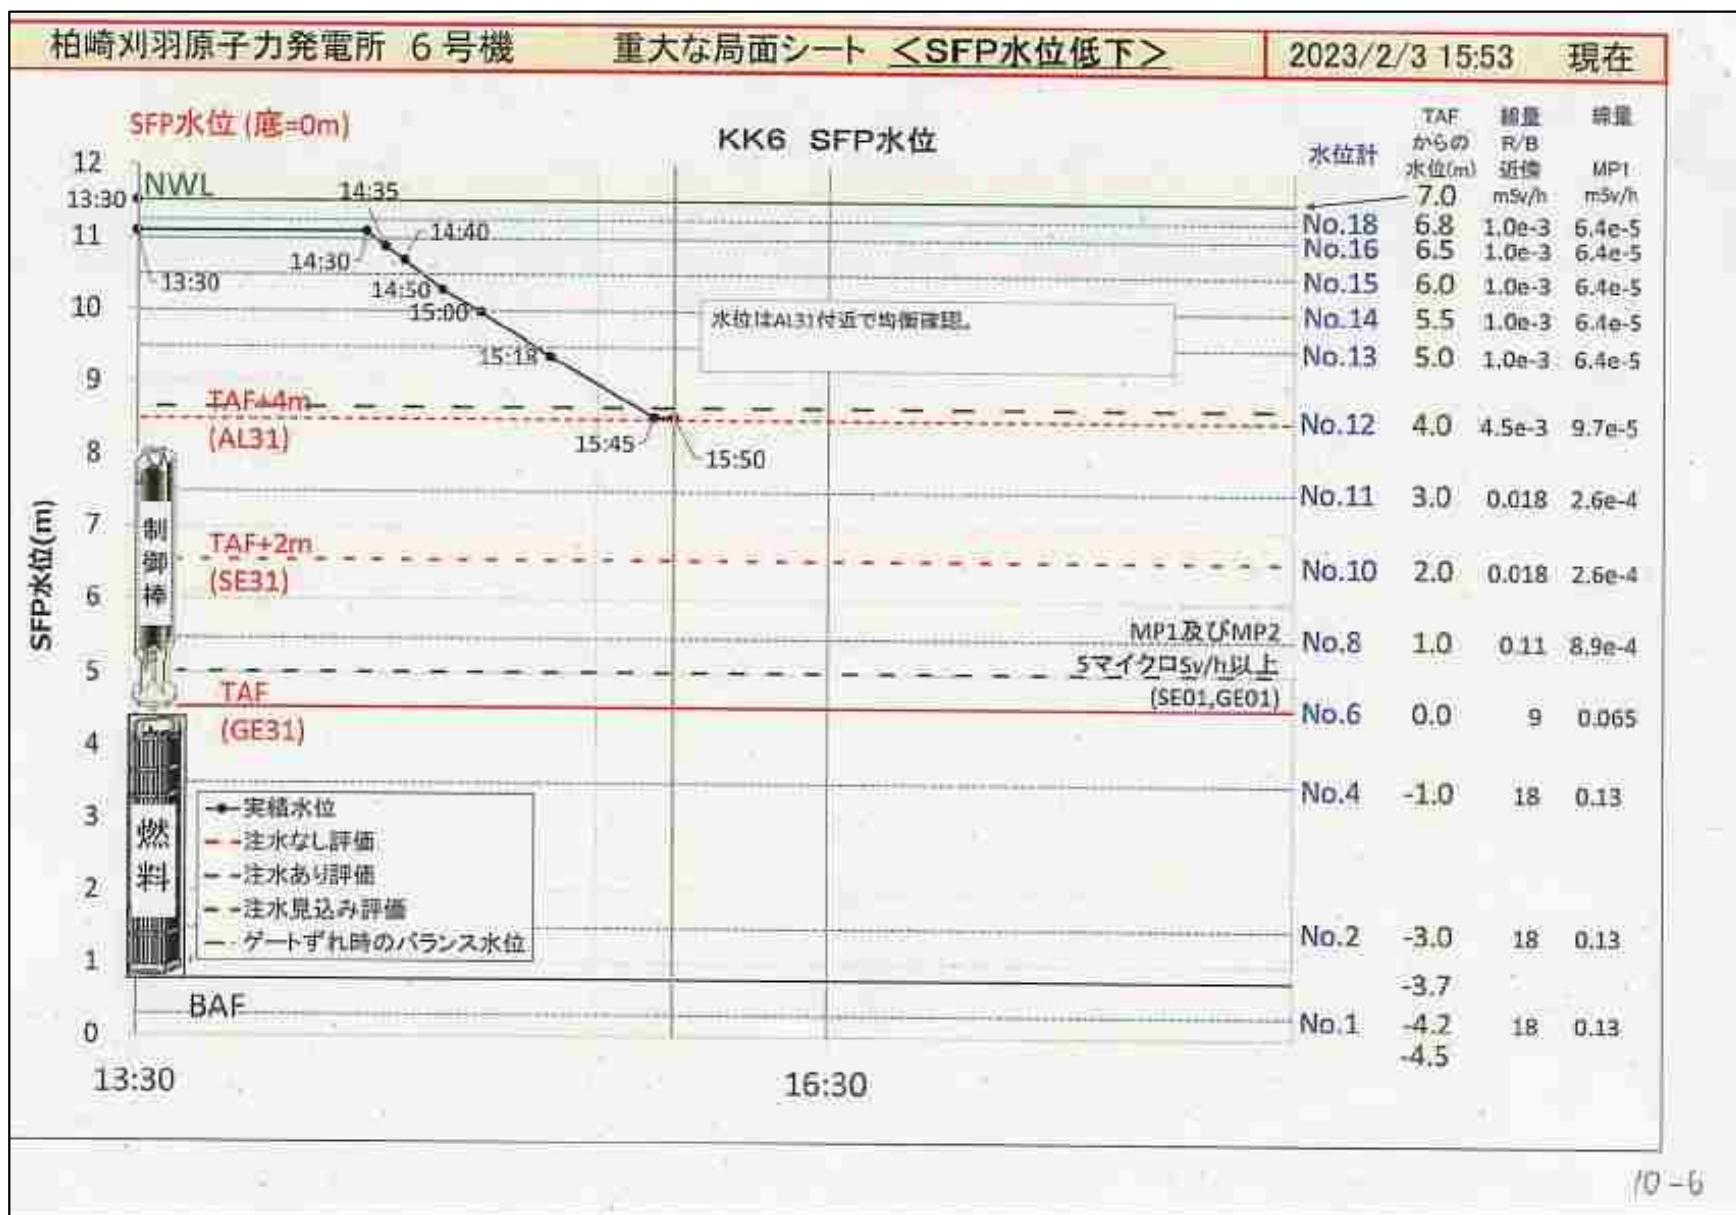 柏崎刈羽原子力発電所 6号機 重大な局面シート <SFP水位低下> 2023/2/3 15:53 現在
SFP水位(底=0m)
KK6 SFP水位
水位計
TAFからの水位(m)
線量 R/B近傍 mSv/h
線量 MP1 mSv/h
SFP水位(m)
12
11
10
9
8
7
6
5
4
3
2
1
0
NWL
13:30
13:30
14:30
14:35
14:40
14:50
15:00
15:18
15:45
15:50
水位はAL31付近で均衡確認。
TAF+4m
(AL31)
TAF+2m
(SE31)
TAF
(GE31)
BAF
制御棒
燃料
MP1及びMP2
5マイクロSv/h以上
(SE01,GE01)
実績水位
注水なし評価
注水あり評価
注水見込み評価
ゲートずれ時のバランス水位
7.0
No.18 6.8 1.0e-3 6.4e-5
No.16 6.5 1.0e-3 6.4e-5
No.15 6.0 1.0e-3 6.4e-5
No.14 5.5 1.0e-3 6.4e-5
No.13 5.0 1.0e-3 6.4e-5
No.12 4.0 4.5e-3 9.7e-5
No.11 3.0 0.018 2.6e-4
No.10 2.0 0.018 2.6e-4
No.8 1.0 0.11 8.9e-4
No.6 0.0 9 0.065
No.4 -1.0 18 0.13
No.2 -3.0 18 0.13
-3.7
No.1 -4.2 18 0.13
-4.5
13:30
16:30
10-6